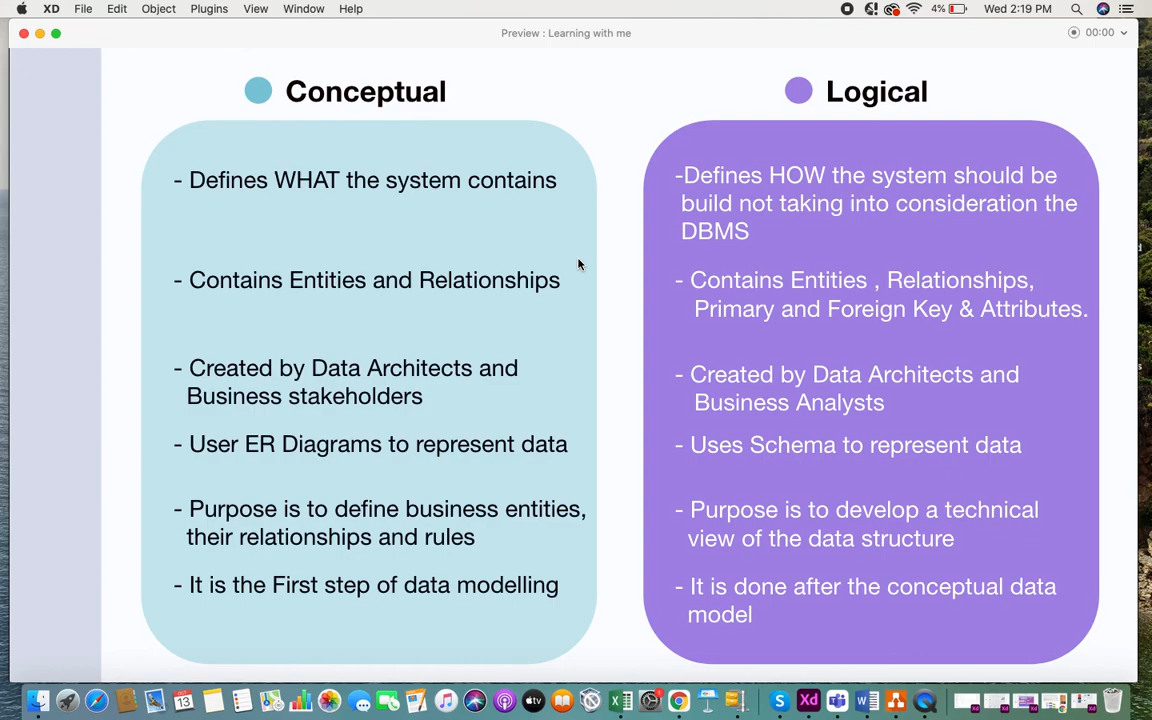 XD File Edit Object Plugins View Window Help 4% Wed 2:19 PM
Preview : Learning with me
00:00
Conceptual
- Defines WHAT the system contains
- Contains Entities and Relationships
- Created by Data Architects and
Business stakeholders
- User ER Diagrams to represent data
- Purpose is to define business entities,
their relationships and rules
- It is the First step of data modelling
Logical
-Defines HOW the system should be
build not taking into consideration the
DBMS
- Contains Entities , Relationships,
Primary and Foreign Key & Attributes.
- Created by Data Architects and
Business Analysts
- Uses Schema to represent data
- Purpose is to develop a technical
view of the data structure
- It is done after the conceptual data
model